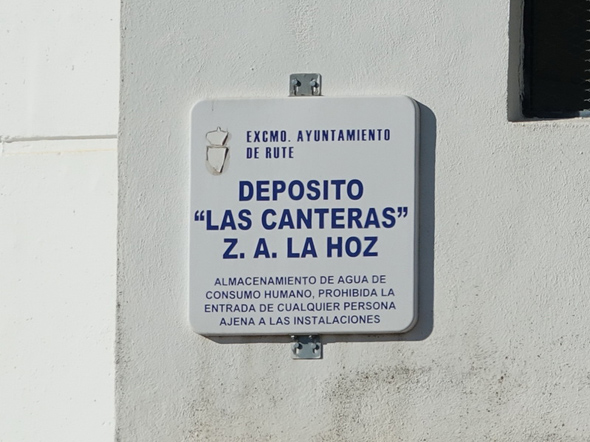 EXCMO. AYUNTAMIENTO
DE RUTE
DEPOSITO
“LAS CANTERAS”
Z. A. LA HOZ
ALMACENAMIENTO DE AGUA DE
CONSUMO HUMANO, PROHIBIDA LA
ENTRADA DE CUALQUIER PERSONA
AJENA A LAS INSTALACIONES